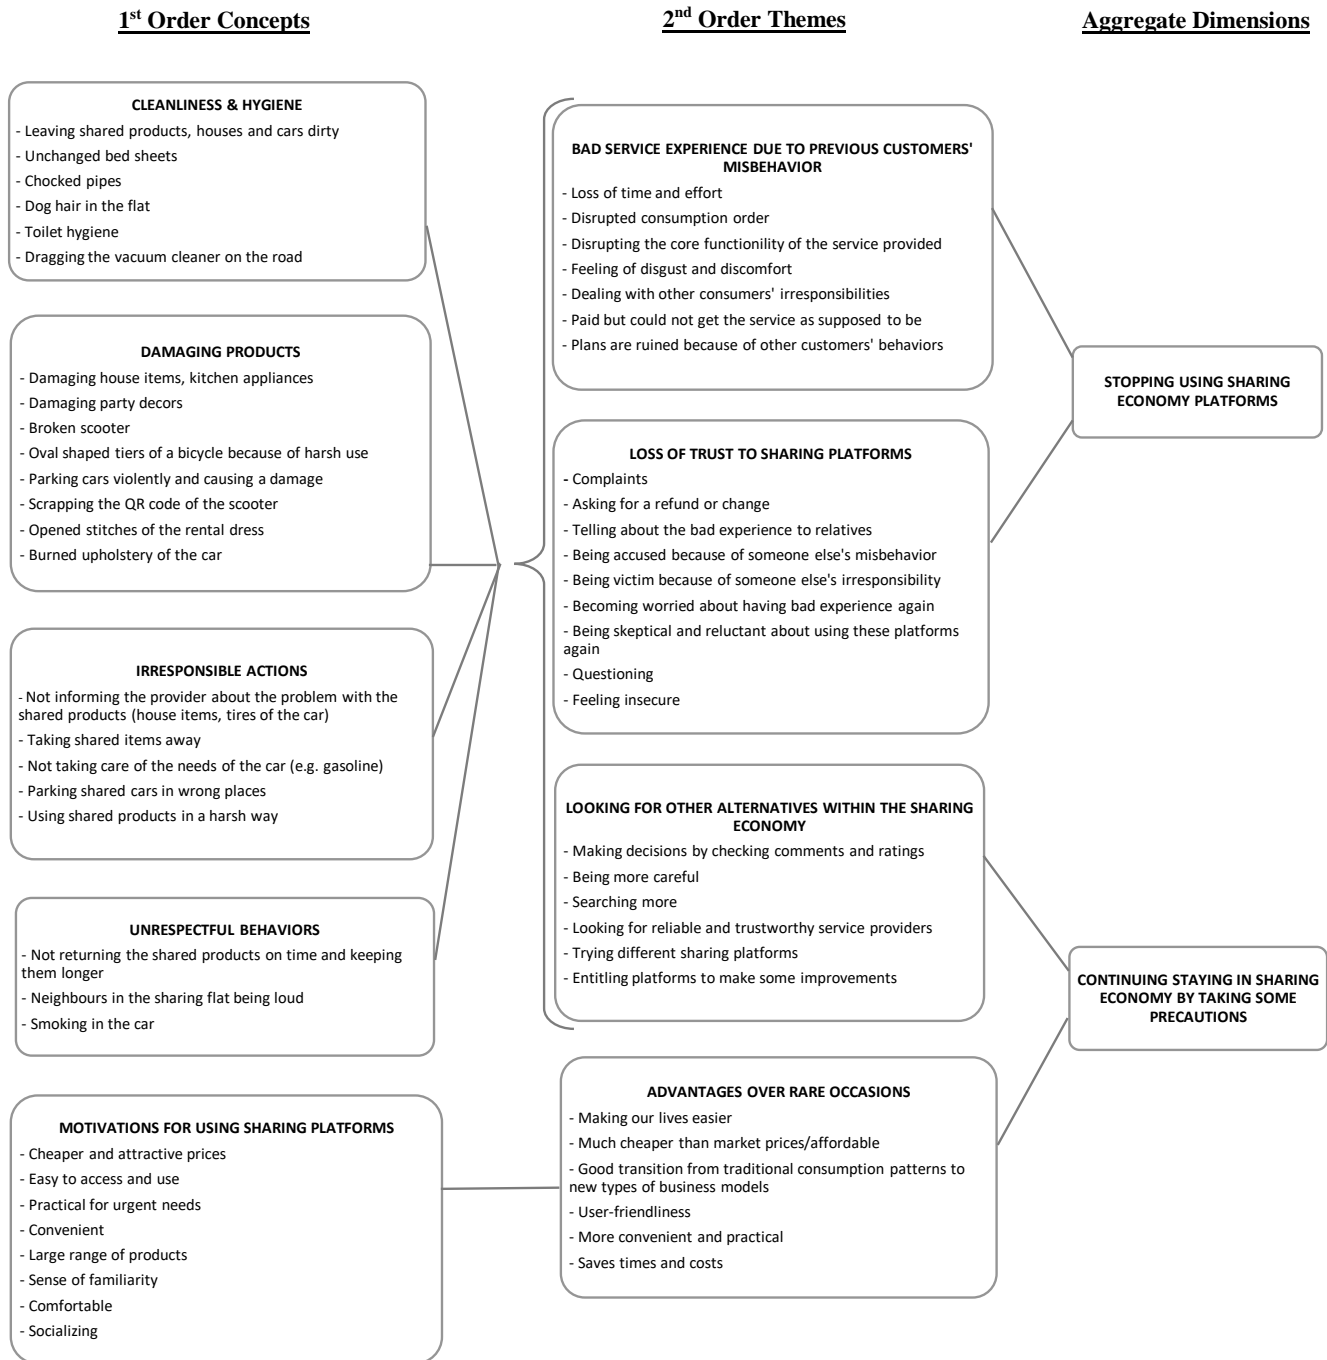 1st Order Concepts
2nd Order Themes
Aggregate Dimensions
CLEANLINESS & HYGIENE
- Leaving shared products, houses and cars dirty
- Unchanged bed sheets
- Chocked pipes
- Dog hair in the flat
- Toilet hygiene
- Dragging the vacuum cleaner on the road
DAMAGING PRODUCTS
- Damaging house items, kitchen appliances
- Damaging party decors
- Broken scooter
- Oval shaped tiers of a bicycle because of harsh use
- Parking cars violently and causing a damage
- Scrapping the QR code of the scooter
- Opened stitches of the rental dress
- Burned upholstery of the car
IRRESPONSIBLE ACTIONS
- Not informing the provider about the problem with the
shared products (house items, tires of the car)
- Taking shared items away
- Not taking care of the needs of the car (e.g. gasoline)
- Parking shared cars in wrong places
- Using shared products in a harsh way
UNRESPECTFUL BEHAVIORS
- Not returning the shared products on time and keeping
them longer
- Neighbours in the sharing flat being loud
- Smoking in the car
MOTIVATIONS FOR USING SHARING PLATFORMS
- Cheaper and attractive prices
- Easy to access and use
- Practical for urgent needs
- Convenient
- Large range of products
- Sense of familiarity
- Comfortable
- Socializing
BAD SERVICE EXPERIENCE DUE TO PREVIOUS CUSTOMERS'
MISBEHAVIOR
- Loss of time and effort
- Disrupted consumption order
- Disrupting the core functionility of the service provided
- Feeling of disgust and discomfort
- Dealing with other consumers' irresponsibilities
- Paid but could not get the service as supposed to be
- Plans are ruined because of other customers' behaviors
LOSS OF TRUST TO SHARING PLATFORMS
- Complaints
- Asking for a refund or change
- Telling about the bad experience to relatives
- Being accused because of someone else's misbehavior
- Being victim because of someone else's irresponsibility
- Becoming worried about having bad experience again
- Being skeptical and reluctant about using these platforms
again
- Questioning
- Feeling insecure
LOOKING FOR OTHER ALTERNATIVES WITHIN THE SHARING
ECONOMY
- Making decisions by checking comments and ratings
- Being more careful
- Searching more
- Looking for reliable and trustworthy service providers
- Trying different sharing platforms
- Entitling platforms to make some improvements
ADVANTAGES OVER RARE OCCASIONS
- Making our lives easier
- Much cheaper than market prices/affordable
- Good transition from traditional consumption patterns to
new types of business models
- User-friendliness
- More convenient and practical
- Saves times and costs
STOPPING USING SHARING
ECONOMY PLATFORMS
CONTINUING STAYING IN SHARING
ECONOMY BY TAKING SOME
PRECAUTIONS